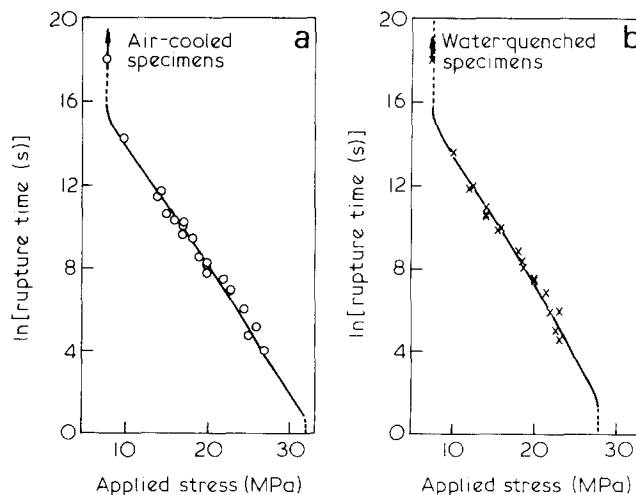 20
16
12
8
4
0
ln[rupture time (s)]
Air-cooled
specimens
a
10
20
30
Applied stress (MPa)
20
16
12
8
4
0
ln[rupture time (s)]
Water-quenched
specimens
b
10
20
30
Applied stress (MPa)